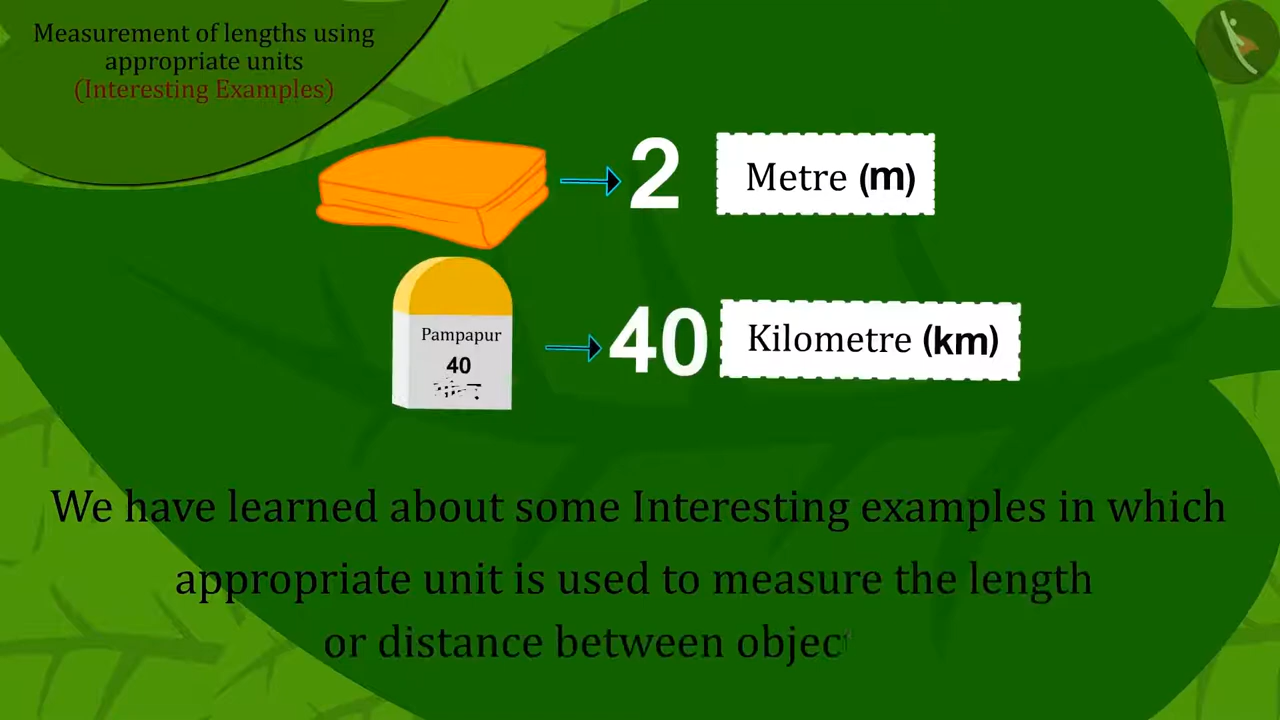 Measurement of lengths using
appropriate units
(Interesting Examples)
2 Metre (m)
Pampapur
40
40 Kilometre (km)
We have learned about some Interesting examples in which
appropriate unit is used to measure the length
or distance between objec